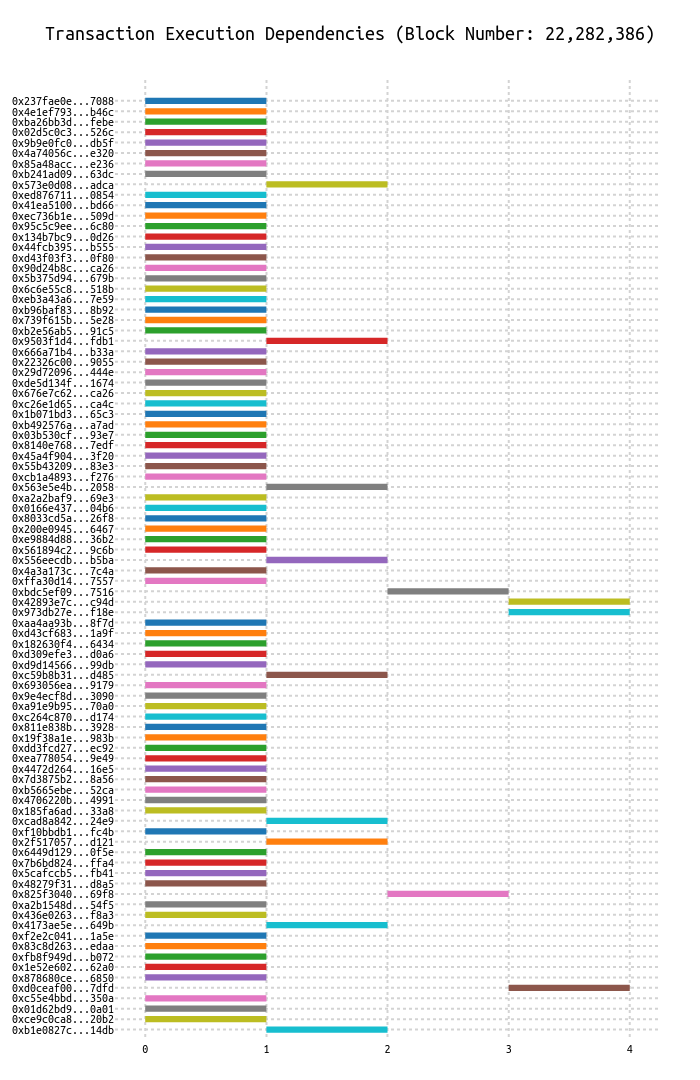 Transaction Execution Dependencies (Block Number: 22,282,386)
0x237fae0e...7088
0x4e1ef793...b46c
0xba26bb3d...febe
0x02d5c0c3...526c
0x9b9e0fc0...db5f
0x4a74056c...e320
0x85a48acc...e236
0xb241ad09...63dc
0x573e0d08...adca
0xed876711...0854
0x41ea5100...bd66
0xec736b1e...509d
0x95c5c9ee...6c80
0x134b7bc9...0d26
0x44fcb395...b555
0xd43f03f3...0f80
0x90d24b8c...ca26
0x5b375d94...679b
0x6c6e55c8...518b
0xeb3a43a6...7e59
0xb96baf83...8b92
0x739f615b...5e28
0xb2e56ab5...91c5
0x9503f1d4...fdb1
0x666a71b4...b33a
0x22326c00...9055
0x29d72096...444e
0xde5d134f...1674
0x676e7c62...ca26
0xc26e1d65...ca4c
0x1b071bd3...65c3
0xb492576a...a7ad
0x03b530cf...93e7
0x8140e768...7edf
0x45a4f904...3f20
0x55b43209...83e3
0xcb1a4893...f276
0x563e5e4b...2058
0xa2a2baf9...69e3
0x0166e437...04b6
0x8033cd5a...26f8
0x200e0945...6467
0xe9884d88...36b2
0x561894c2...9c6b
0x556eecdb...b5ba
0x4a3a173c...7c4a
0xffa30d14...7557
0xbdc5ef09...7516
0x42893e7c...c94d
0x973db27e...f18e
0xaa4aa93b...8f7d
0xd43cf683...1a9f
0x182630f4...6434
0xd309efe3...d0a6
0xd9d14566...99db
0xc59b8b31...d485
0x693056ea...9179
0x9e4ecf8d...3090
0xa91e9b95...70a0
0xc264c870...d174
0x811e838b...3928
0x19f38a1e...983b
0xdd3fcd27...ec92
0xea778054...9e49
0x4472d264...16e5
0x7d3875b2...8a56
0xb5665ebe...52ca
0x4706220b...4991
0x185fa6ad...33a8
0xcad8a842...24e9
0xf10bbdb1...fc4b
0x2f517057...d121
0x6449d129...0f5e
0x7b6bd824...ffa4
0x5cafccb5...fb41
0x48279f31...d8a5
0x825f3040...69f8
0xa2b1548d...54f5
0x436e0263...f8a3
0x4173ae5e...649b
0xf2e2c041...1a5e
0x83c8d263...edaa
0xfb8f949d...b072
0x1e52e602...62a0
0x878680ce...6850
0xd0ceaf00...7dfd
0xc55e4bbd...350a
0x01d62bd9...0a01
0xce9c0ca8...20b2
0xb1e0827c...14db
0 1 2 3 4